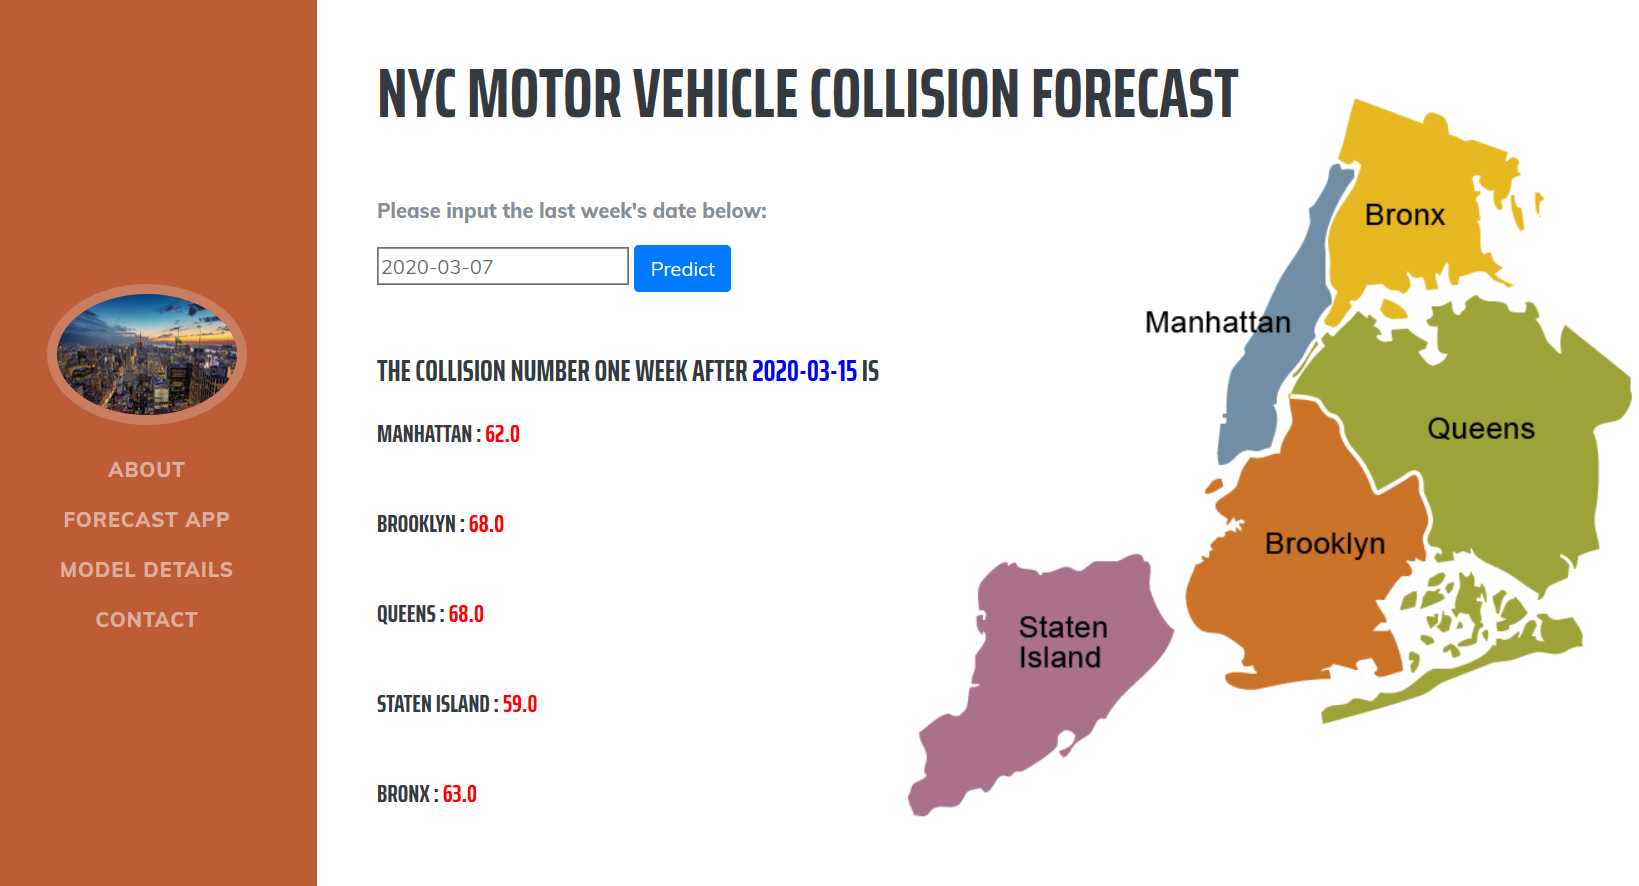 ABOUT
FORECAST APP
MODEL DETAILS
CONTACT
NYC MOTOR VEHICLE COLLISION FORECAST
Please input the last week's date below:
2020-03-07 Predict
THE COLLISION NUMBER ONE WEEK AFTER 2020-03-15 IS
MANHATTAN : 62.0
BROOKLYN : 68.0
QUEENS : 68.0
STATEN ISLAND : 59.0
BRONX : 63.0
Bronx
Manhattan
Queens
Brooklyn
Staten
Island